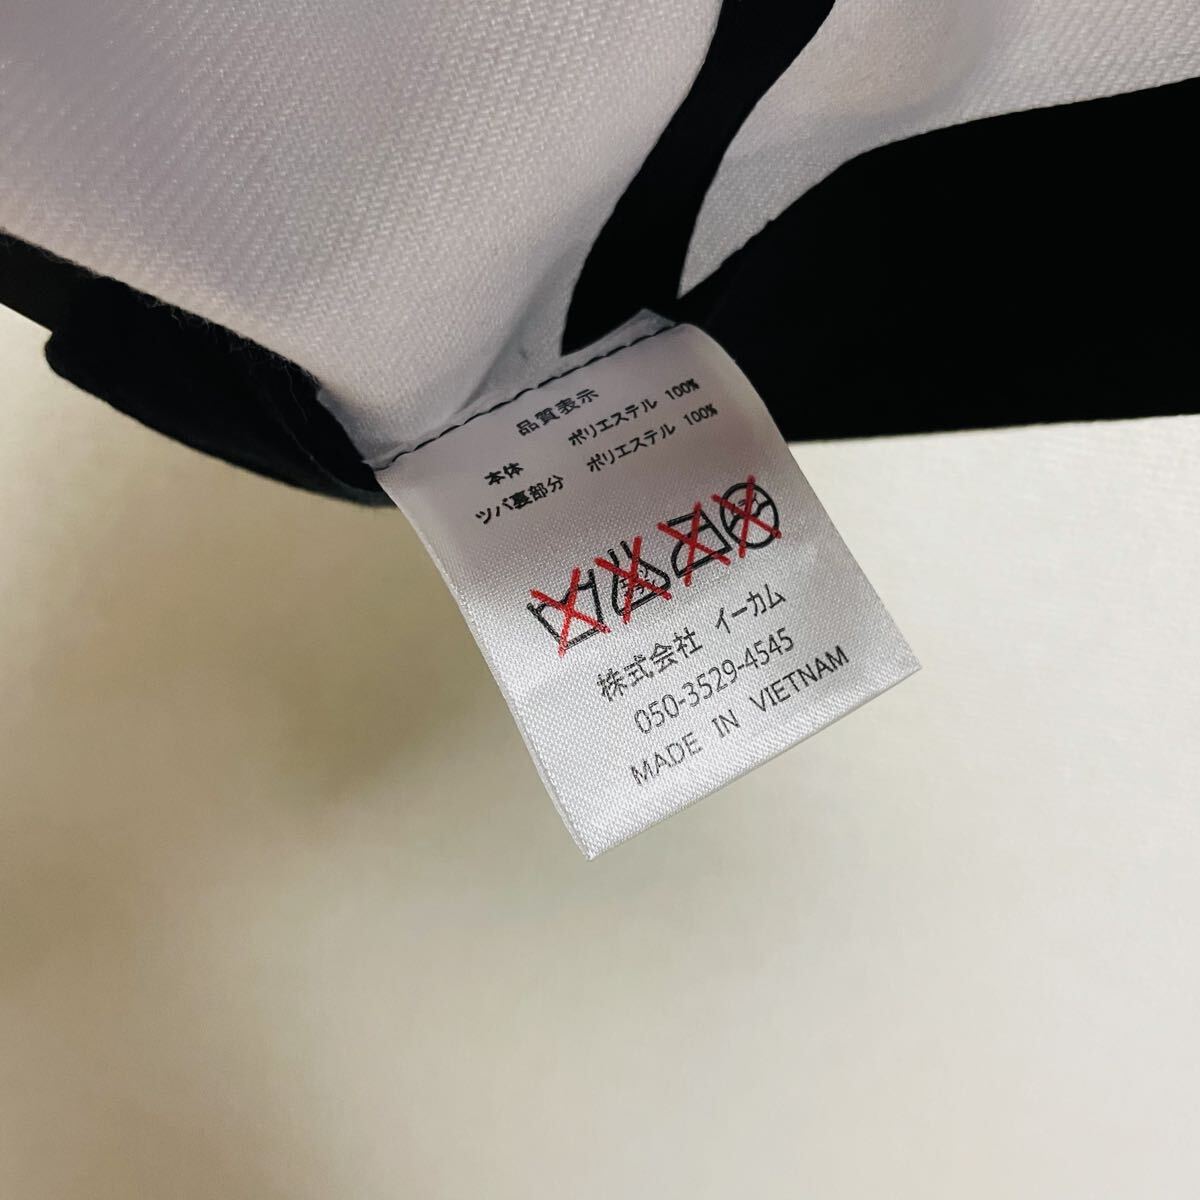 品質表示
本体 ポリエステル 100%
ツバ裏部分 ポリエステル 100%
株式会社 イーカム
050-3529-4545
MADE IN VIETNAM